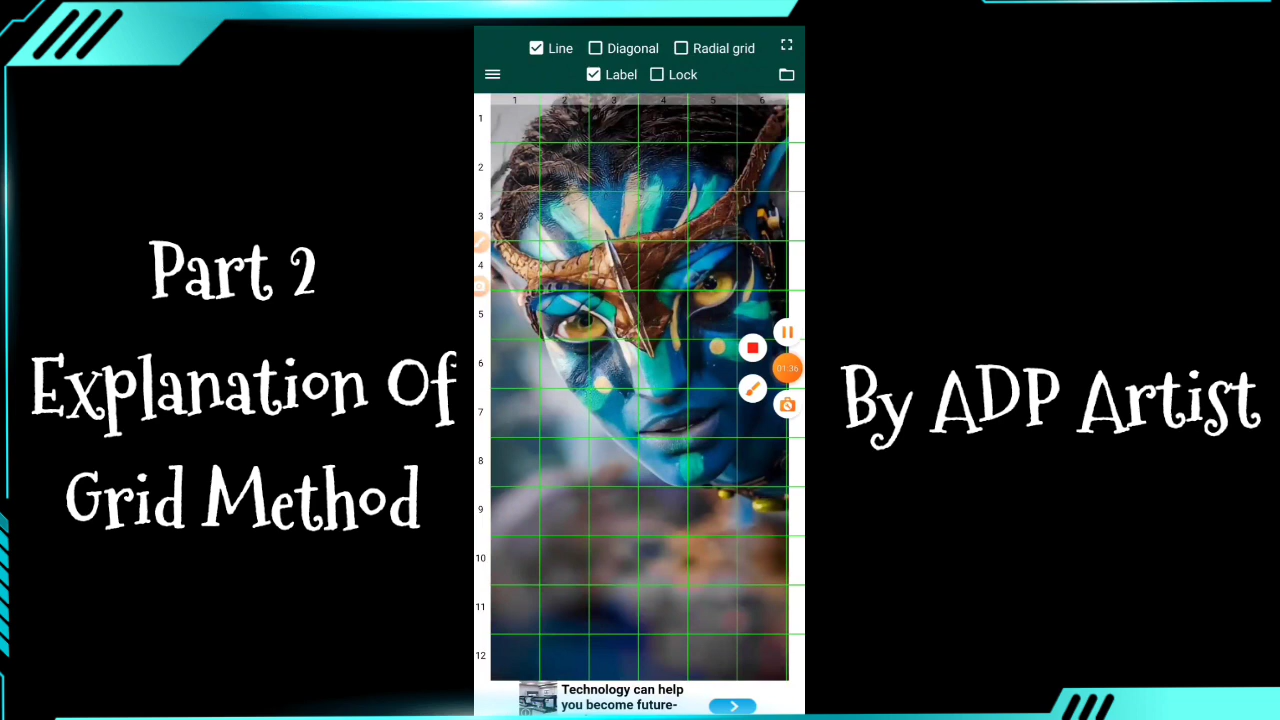 Part 2
Explanation Of
Grid Method
Line Diagonal Radial grid
Label Lock
1 2 3 4 5 6
1
2
3
4
5
6
7
8
9
10
11
12
01:36
Technology can help
you become future-
By ADP Artist